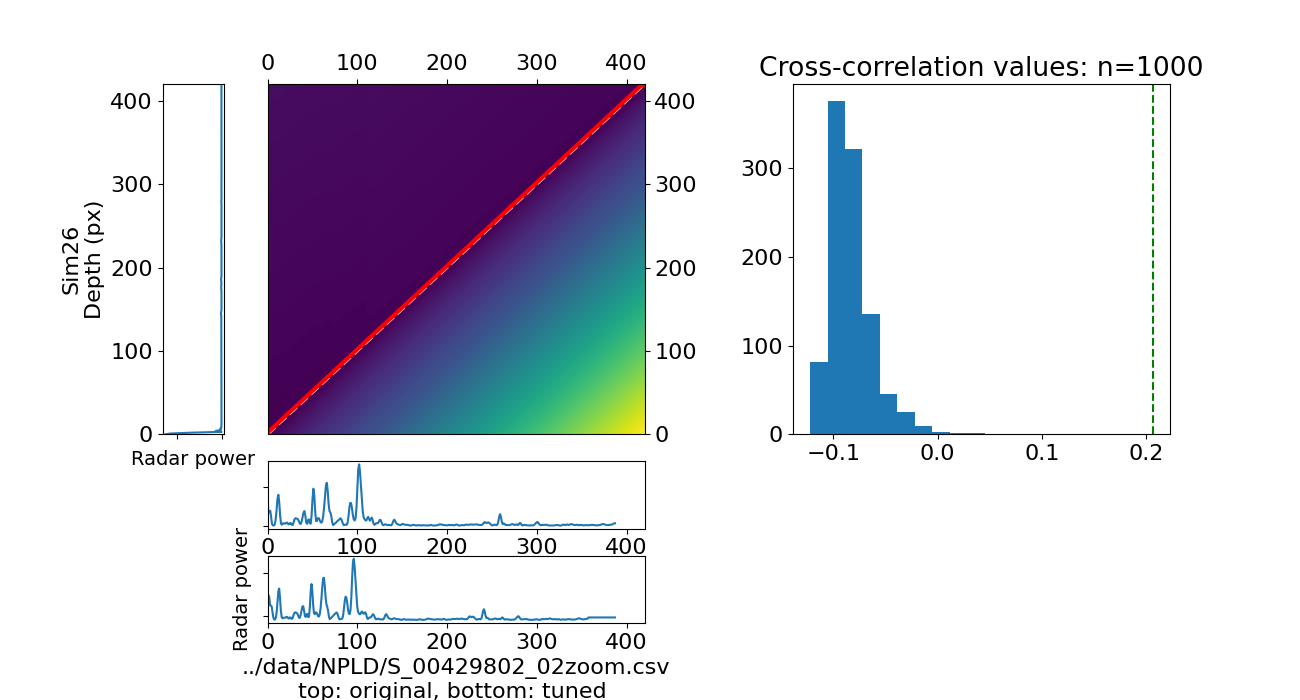 Cross-correlation values: n=1000
0 100 200 300 400
400
300
200
100
0
Sim26
Depth (px)
Radar power
400
300
200
100
0
300
200
100
0
−0.1 0.0 0.1 0.2
0 100 200 300 400
Radar power
0 100 200 300 400
../data/NPLD/S_00429802_02zoom.csv
top: original, bottom: tuned